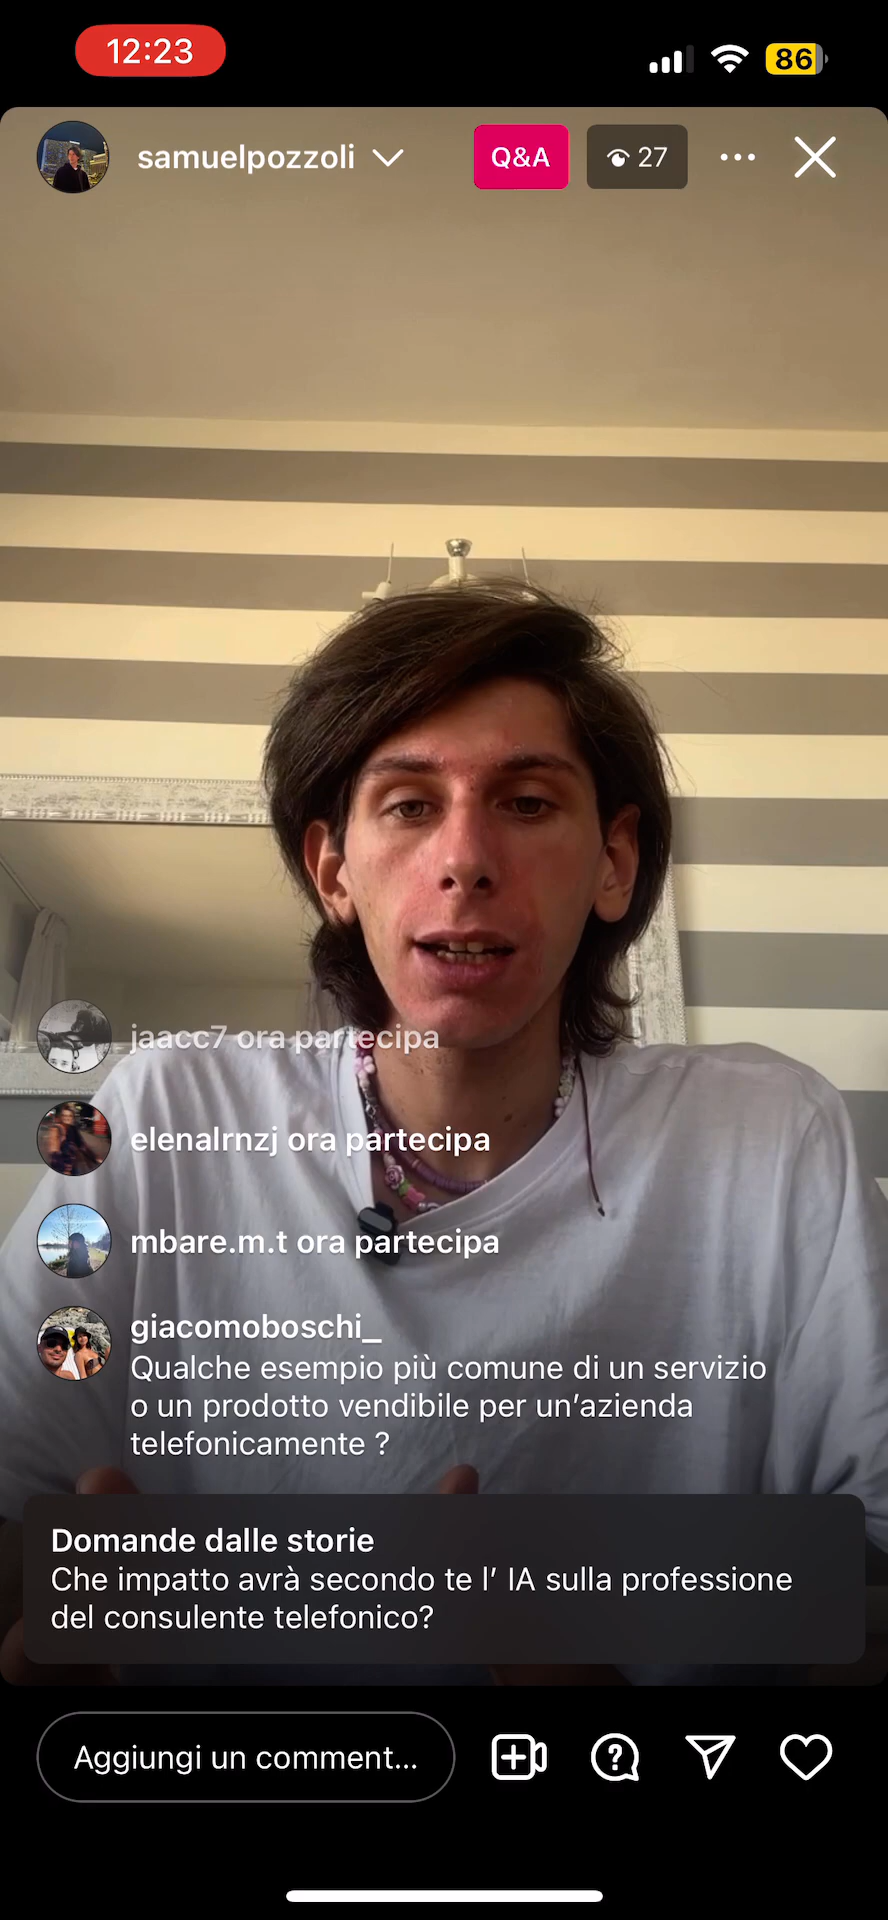 12:23
86
samuelpozzoli
Q&A
27
jaacc7 ora partecipa
elenalrnzj ora partecipa
mbare.m.t ora partecipa
giacomoboschi_
Qualche esempio più comune di un servizio
o un prodotto vendibile per un’azienda
telefonicamente ?
Domande dalle storie
Che impatto avrà secondo te l’ IA sulla professione
del consulente telefonico?
Aggiungi un comment...